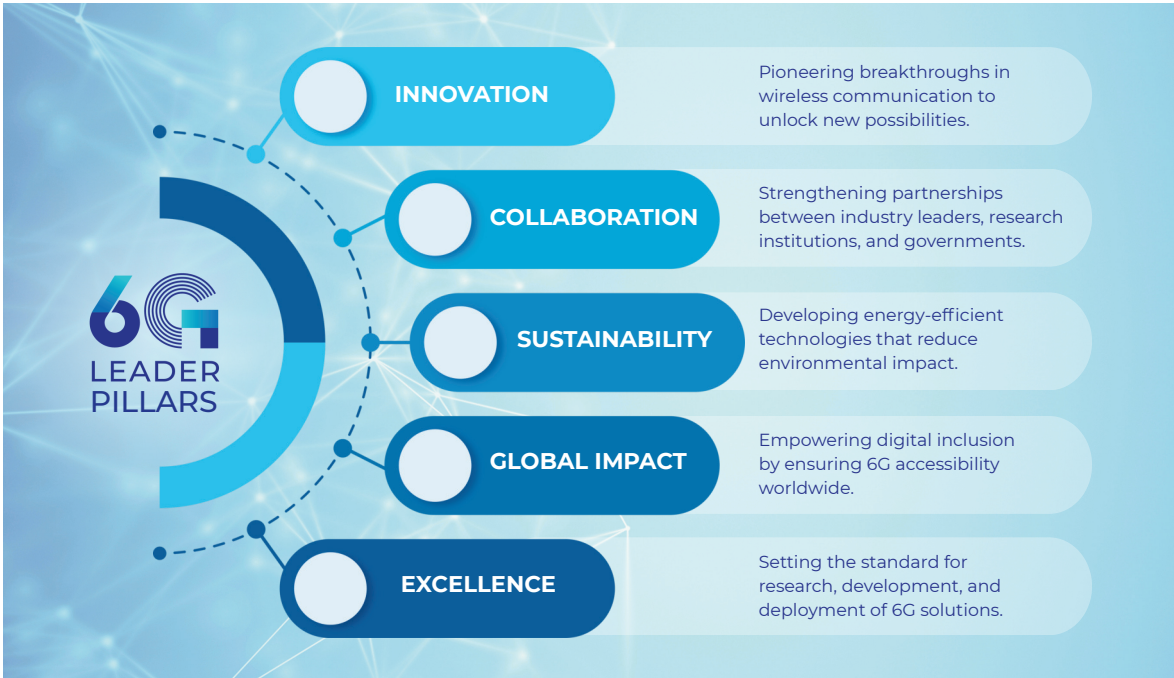 6G
LEADER
PILLARS
INNOVATION
Pioneering breakthroughs in
wireless communication to
unlock new possibilities.
COLLABORATION
Strengthening partnerships
between industry leaders, research
institutions, and governments.
SUSTAINABILITY
Developing energy-efficient
technologies that reduce
environmental impact.
GLOBAL IMPACT
Empowering digital inclusion
by ensuring 6G accessibility
worldwide.
EXCELLENCE
Setting the standard for
research, development, and
deployment of 6G solutions.